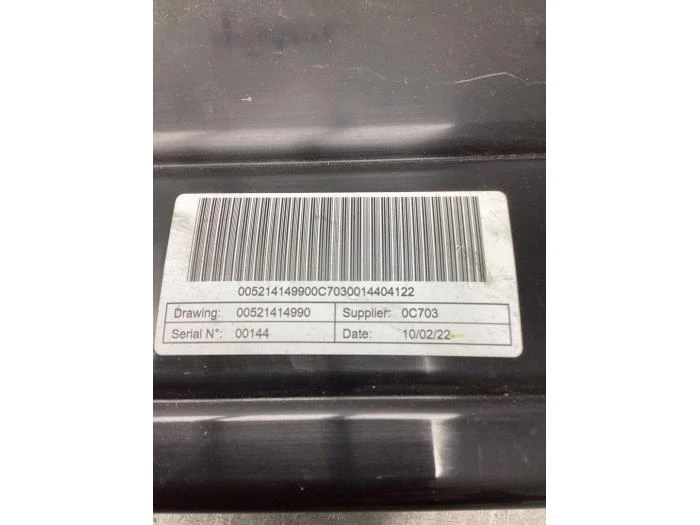 005214149900C7030014404122
Drawing: 00521414990 Supplier: 0C703
Serial N°: 00144 Date: 10/02/22